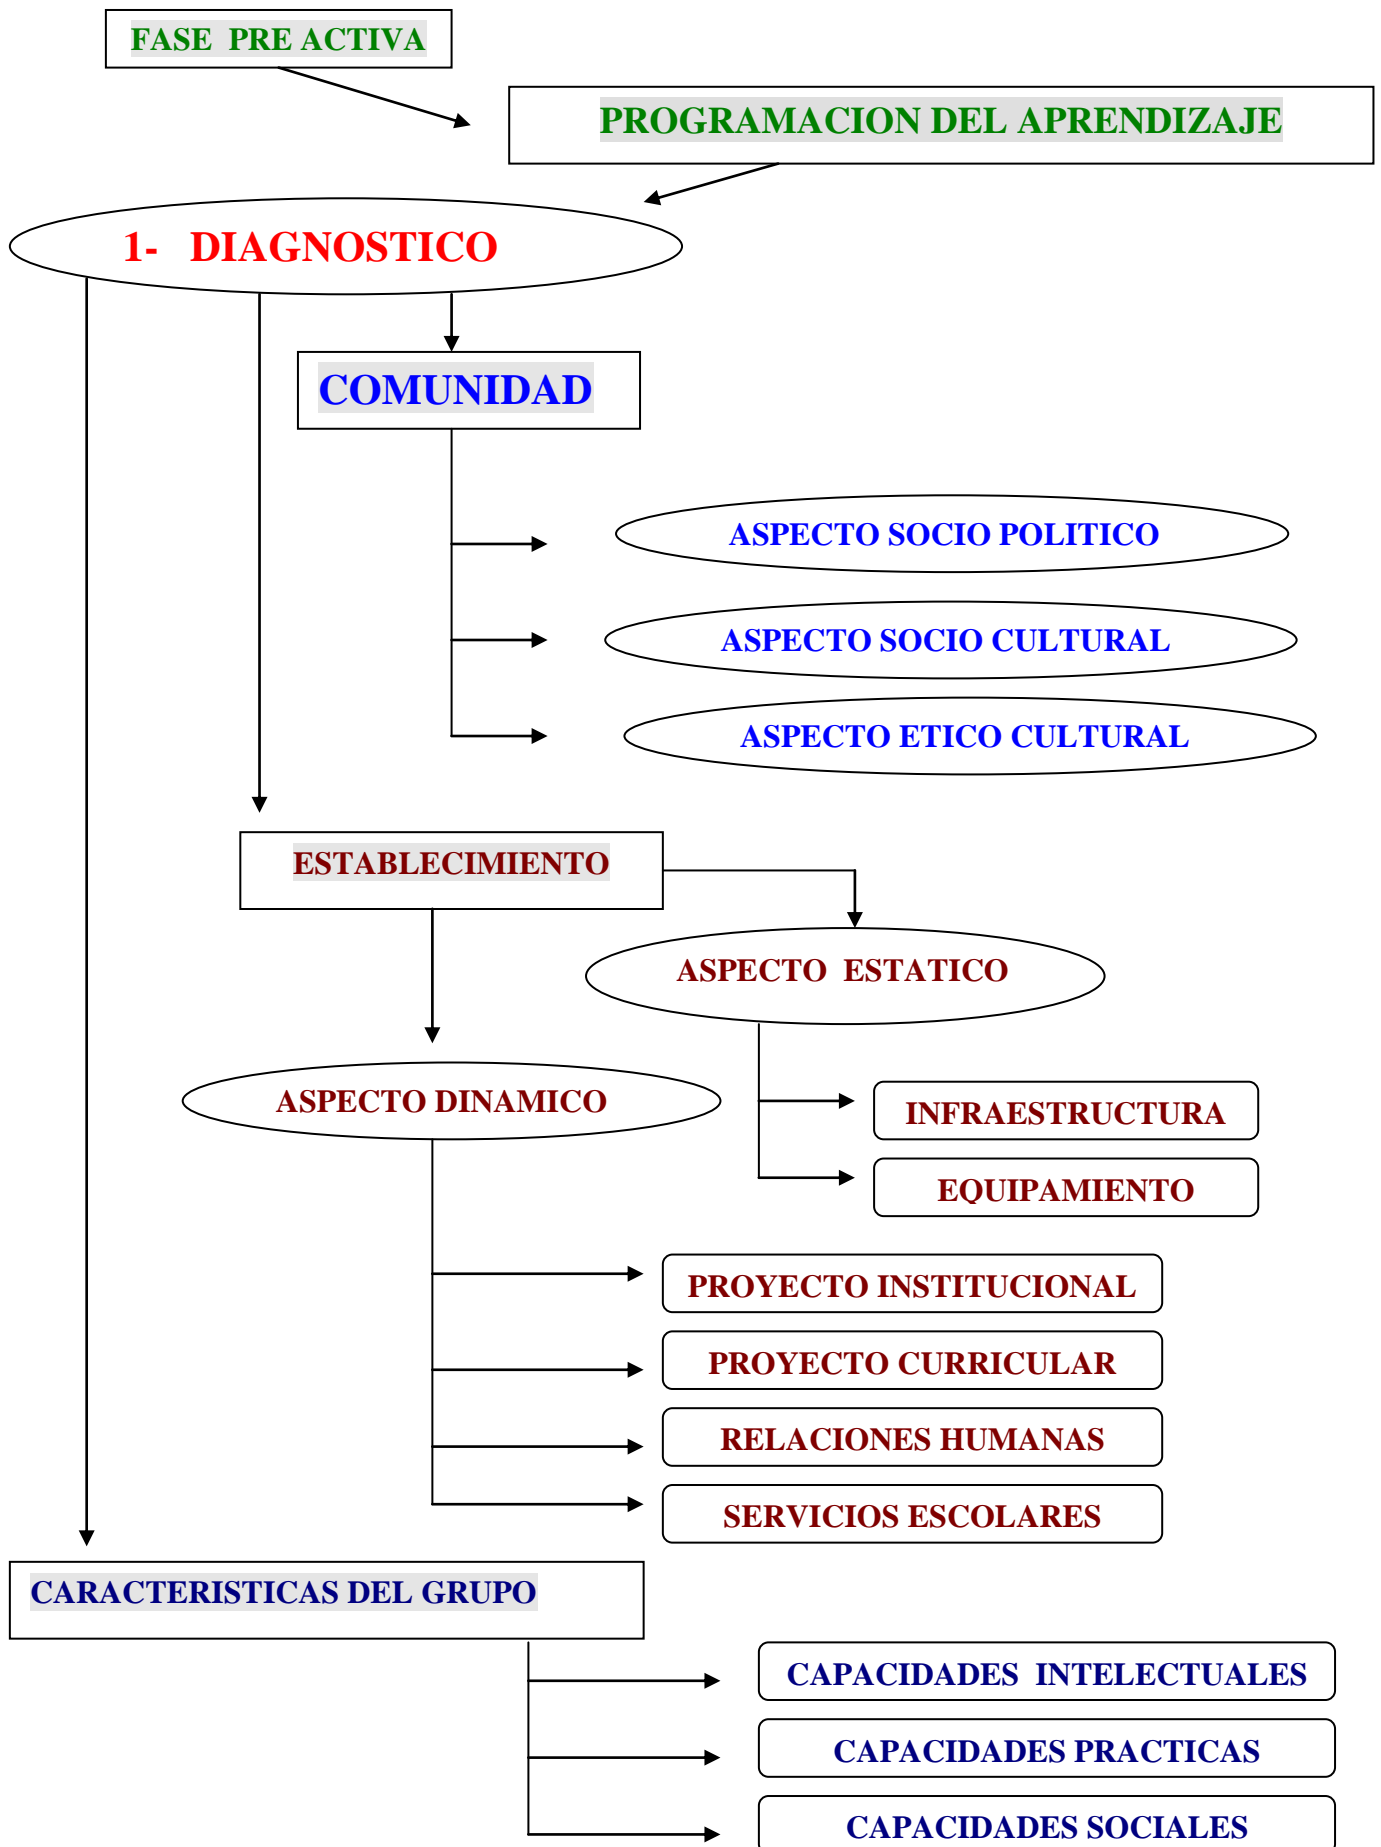 FASE PRE ACTIVA
PROGRAMACION DEL APRENDIZAJE
1- DIAGNOSTICO
COMUNIDAD
ASPECTO SOCIO POLITICO
ASPECTO SOCIO CULTURAL
ASPECTO ETICO CULTURAL
ESTABLECIMIENTO
ASPECTO ESTATICO
ASPECTO DINAMICO
INFRAESTRUCTURA
EQUIPAMIENTO
PROYECTO INSTITUCIONAL
PROYECTO CURRICULAR
RELACIONES HUMANAS
SERVICIOS ESCOLARES
CARACTERISTICAS DEL GRUPO
CAPACIDADES INTELECTUALES
CAPACIDADES PRACTICAS
CAPACIDADES SOCIALES